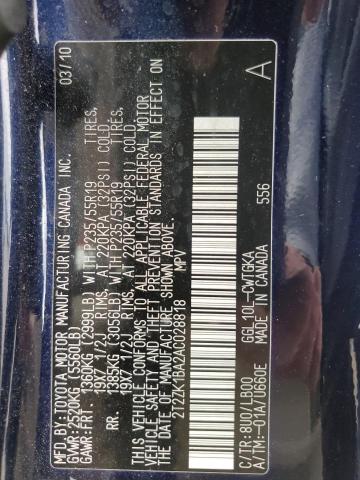 MFD.BY:TOYOTA MOTOR MANUFACTURING CANADA INC. 03/10
GVWR:2520KG(5560LB)
GAWR:FRT. 1360KG(2999LB) WITH P235/55R19 TIRES,
19X7 1/2J RIMS, AT 220KPA(32PSI) COLD
RR. 1385KG(3055LB) WITH P235/55R19 TIRES,
19X7 1/2J RIMS, AT 220KPA(32PSI) COLD
THIS VEHICLE CONFORMS TO ALL APPLICABLE FEDERAL MOTOR
VEHICLE SAFETY AND THEFT PREVENTION STANDARDS IN EFFECT ON
THE DATE OF MANUFACTURE SHOWN ABOVE.
2T2ZK1BA2AC028818 MPV
A
C/TR:8U0/LB00 GGL10L-CWTGKA
A/TM:-01A/U660E 556
MADE IN CANADA